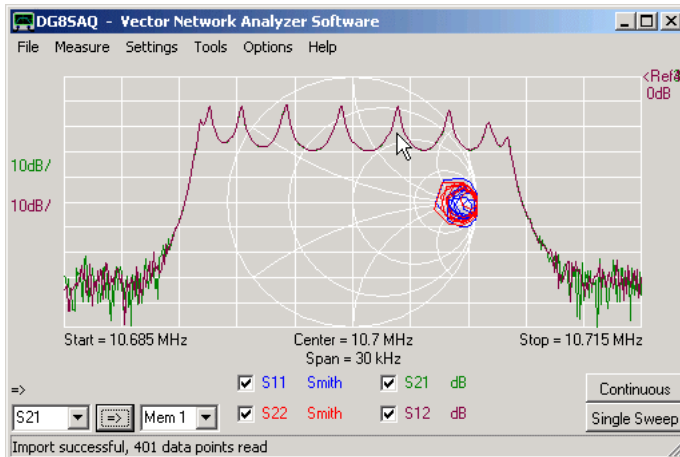 DG8SAQ - Vector Network Analyzer Software
File Measure Settings Tools Options Help
<Ref4
0dB
10dB/
10dB/
Start = 10.685 MHz Center = 10.7 MHz Stop = 10.715 MHz
Span = 30 kHz
=> S11 Smith S21 dB Continuous
S21 => Mem 1 S22 Smith S12 dB Single Sweep
Import successful, 401 data points read